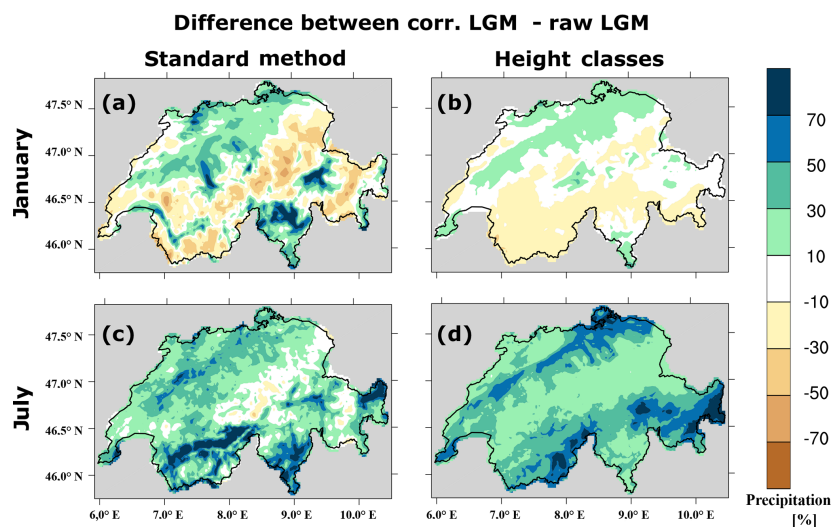 Difference between corr. LGM - raw LGM
Standard method
Height classes
January
(a)
(b)
47.5° N
47.0° N
46.5° N
46.0° N
July
(c)
(d)
47.5° N
47.0° N
46.5° N
46.0° N
6.0° E 7.0° E 8.0° E 9.0° E 10.0° E
6.0° E 7.0° E 8.0° E 9.0° E 10.0° E
70
50
30
10
-10
-30
-50
-70
Precipitation
[%]